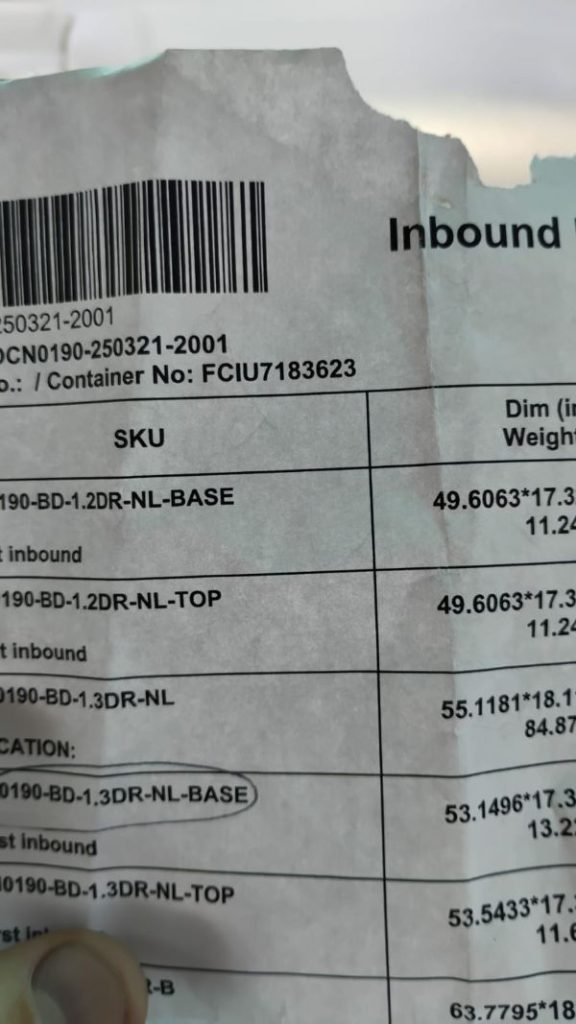 Inbound
250321-2001
OCN0190-250321-2001
o.: / Container No: FCIU7183623
SKU
Dim (in
Weight
190-BD-1.2DR-NL-BASE
49.6063*17.3
11.24
t inbound
190-BD-1.2DR-NL-TOP
49.6063*17.3
11.24
t inbound
0190-BD-1.3DR-NL
55.1181*18.1
84.87
CATION:
0190-BD-1.3DR-NL-BASE
53.1496*17.3
13.22
st inbound
0190-BD-1.3DR-NL-TOP
53.5433*17.
11.6
rst in
R-B
63.7795*18